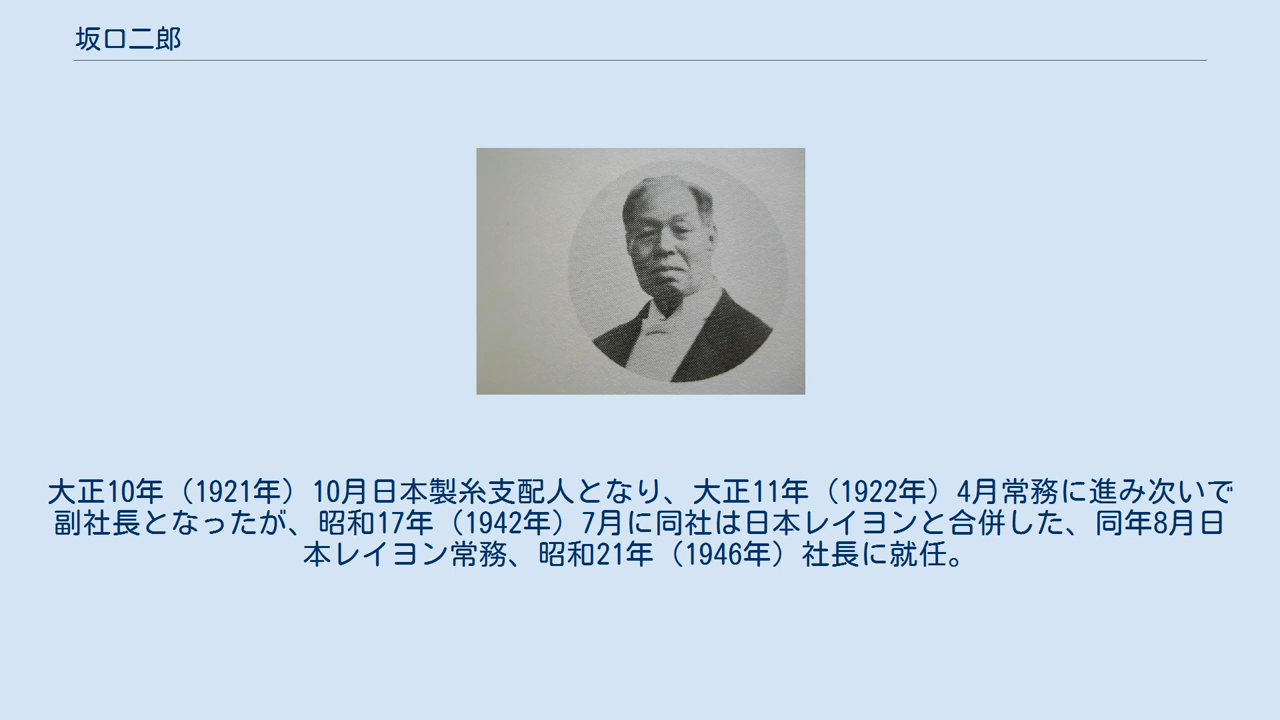 坂口二郎
大正10年（1921年）10月日本製糸支配人となり、大正11年（1922年）4月常務に進み次いで
副社長となったが、昭和17年（1942年）7月に同社は日本レイヨンと合併した、同年8月日
本レイヨン常務、昭和21年（1946年）社長に就任。